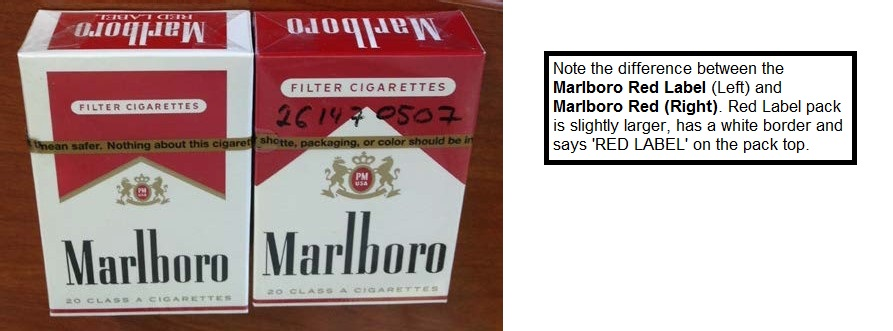 Marlboro
RED LABEL
FILTER CIGARETTES
mean safer. Nothing about this cigaret
PM
USA
Marlboro
20 CLASS A CIGARETTES
Marlboro
FILTER CIGARETTES
26147 0507
tte, packaging, or color should be in
PM
USA
Marlboro
20 CLASS A CIGARETTES
Note the difference between the
Marlboro Red Label (Left) and
Marlboro Red (Right). Red Label pack
is slightly larger, has a white border and
says 'RED LABEL' on the pack top.